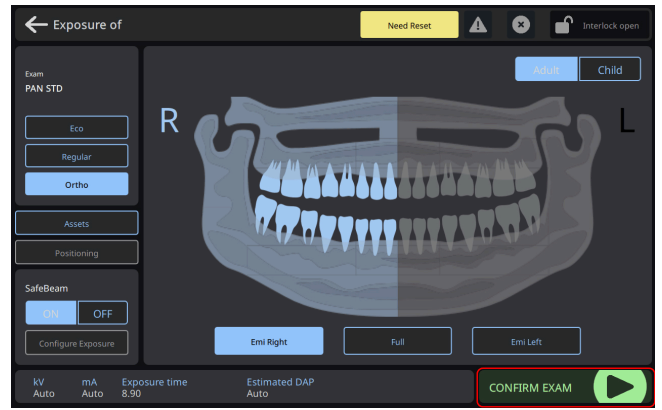 Exposure of
Need Reset
Interlock open
Exam
PAN STD
Adult
Child
R
L
Eco
Regular
Ortho
Assets
Positioning
SafeBeam
ON
OFF
Configure Exposure
Emi Right
Full
Emi Left
kV
Auto
mA
Auto
Exposure time
8.90
Estimated DAP
Auto
CONFIRM EXAM